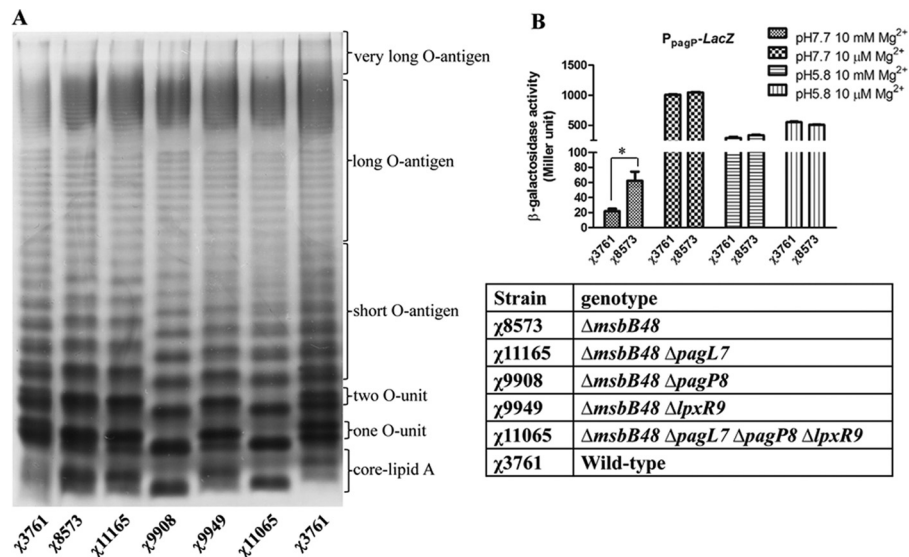 A
very long O-antigen
long O-antigen
short O-antigen
two O-unit
one O-unit
core-lipid A
χ3761
χ8573
χ11165
χ9908
χ9949
χ11065
χ3761
B
PpagP-LacZ
pH7.7 10 mM Mg2+
pH7.7 10 μM Mg2+
pH5.8 10 mM Mg2+
pH5.8 10 μM Mg2+
β-galactosidase activity
(Miller unit)
1500
1000
500
100
80
60
40
20
0
*
χ3761
χ8573
χ3761
χ8573
χ3761
χ8573
χ3761
χ8573
Strain genotype
χ8573 ΔmsbB48
χ11165 ΔmsbB48 ΔpagL7
χ9908 ΔmsbB48 ΔpagP8
χ9949 ΔmsbB48 ΔlpxR9
χ11065 ΔmsbB48 ΔpagL7 ΔpagP8 ΔlpxR9
χ3761 Wild-type